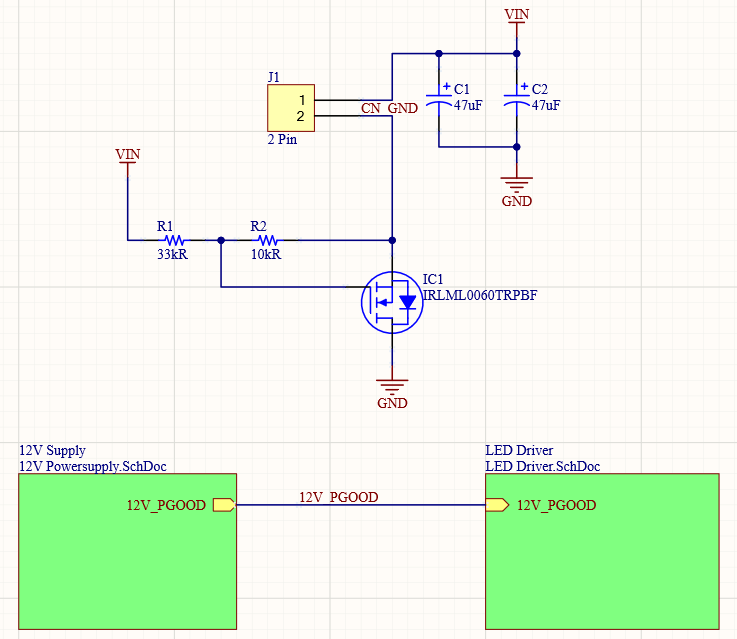 VIN
J1
1
2
2 Pin
CN_GND
C1
47uF
C2
47uF
GND
VIN
R1
33kR
R2
10kR
IC1
IRLML0060TRPBF
GND
12V Supply
12V Powersupply.SchDoc
12V_PGOOD
12V_PGOOD
LED Driver
LED Driver.SchDoc
12V_PGOOD